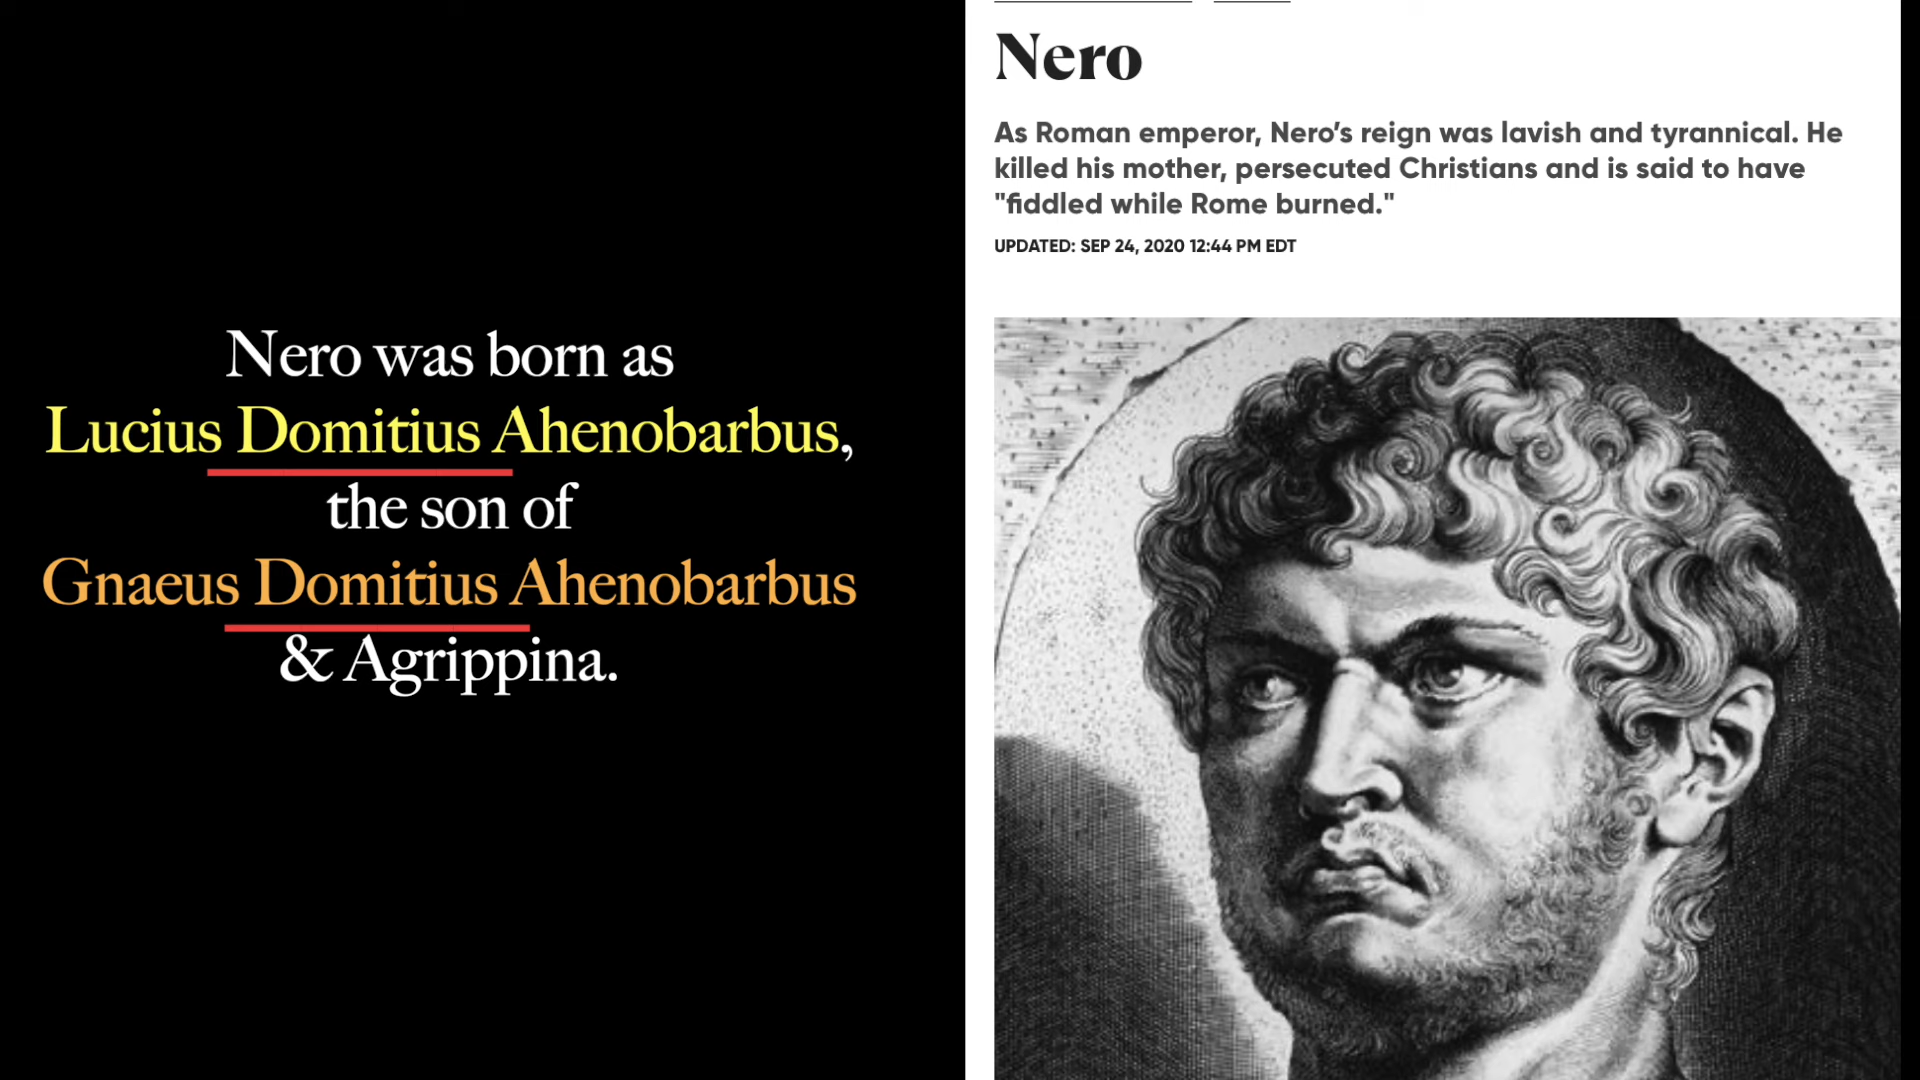 Nero was born as
Lucius Domitius Ahenobarbus,
the son of
Gnaeus Domitius Ahenobarbus
& Agrippina.
Nero
As Roman emperor, Nero’s reign was lavish and tyrannical. He
killed his mother, persecuted Christians and is said to have
"fiddled while Rome burned."
UPDATED: SEP 24, 2020 12:44 PM EDT